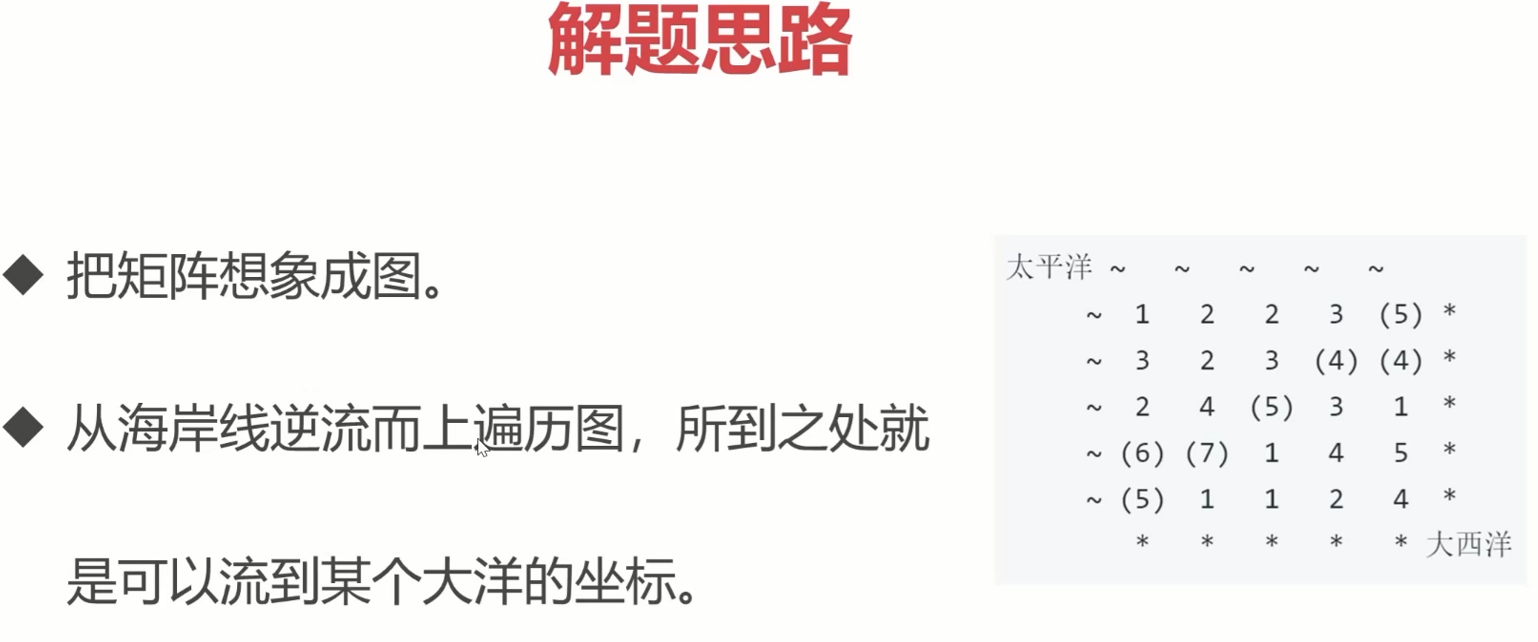 解题思路
◆ 把矩阵想象成图。
◆ 从海岸线逆流而上遍历图，所到之处就
是可以流到某个大洋的坐标。
太平洋 ~ ~ ~ ~ ~
~ 1 2 2 3 (5) *
~ 3 2 3 (4) (4) *
~ 2 4 (5) 3 1 *
~ (6) (7) 1 4 5 *
~ (5) 1 1 2 4 *
* * * * * 大西洋